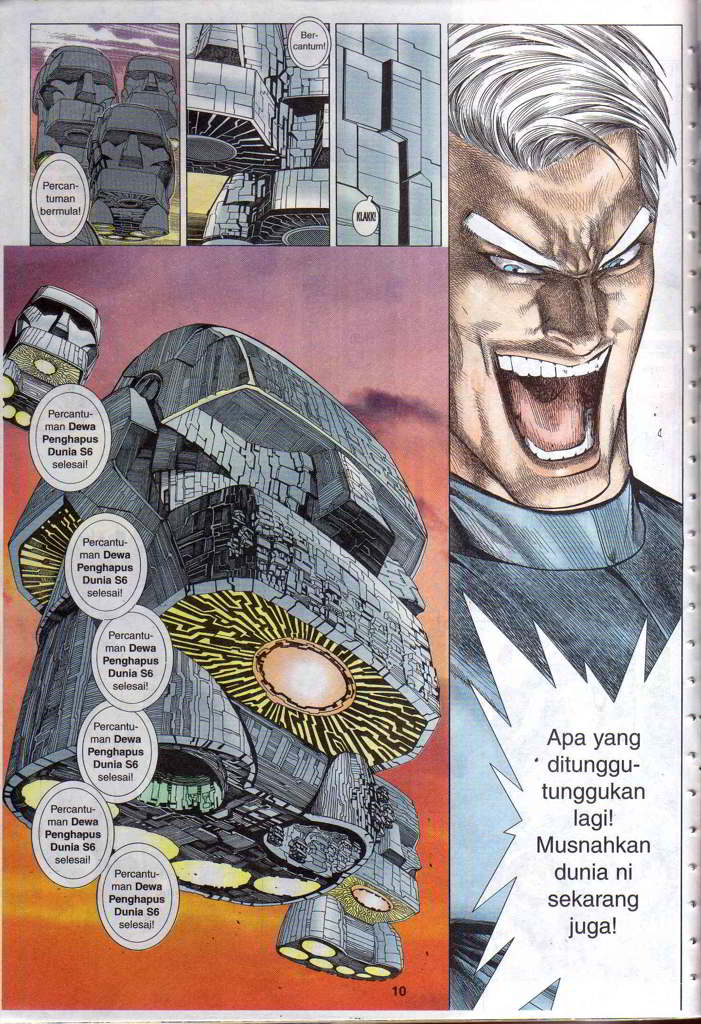 Percan-
tuman
bermula!
Ber-
cantum!
KLAKK!
Percantu-
man Dewa
Penghapus
Dunia S6
selesai!
Percantu-
man Dewa
Penghapus
Dunia S6
selesai!
Percantu-
man Dewa
Penghapus
Dunia S6
selesai!
Percantu-
man Dewa
Penghapus
Dunia S6
selesai!
Percantu-
man Dewa
Penghapus
Dunia S6
selesai!
Percantu-
man Dewa
Penghapus
Dunia S6
selesai!
Apa yang
ditunggu-
tunggukan
lagi!
Musnahkan
dunia ni
sekarang
juga!
10